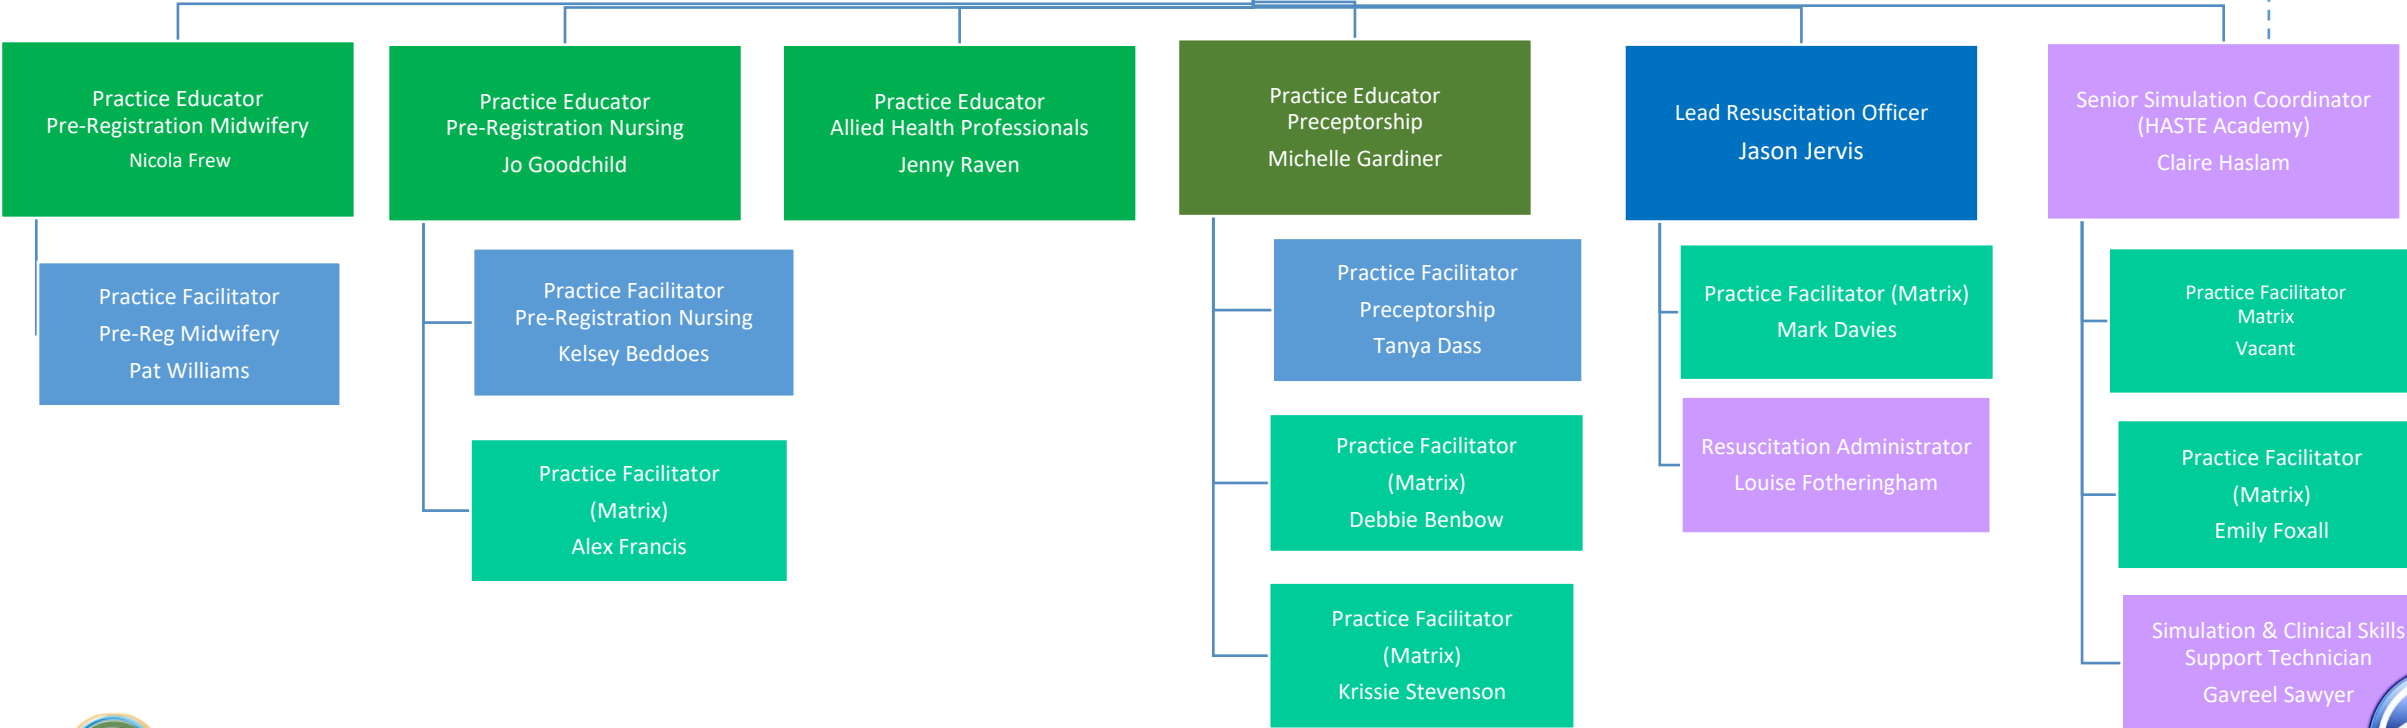 Practice Educator
Pre-Registration Midwifery
Nicola Frew
Practice Educator
Pre-Registration Nursing
Jo Goodchild
Practice Educator
Allied Health Professionals
Jenny Raven
Practice Educator
Preceptorship
Michelle Gardiner
Lead Resuscitation Officer
Jason Jervis
Senior Simulation Coordinator
(HASTE Academy)
Claire Haslam
Practice Facilitator
Pre-Reg Midwifery
Pat Williams
Practice Facilitator
Pre-Registration Nursing
Kelsey Beddoes
Practice Facilitator
(Matrix)
Alex Francis
Practice Facilitator
Preceptorship
Tanya Dass
Practice Facilitator
(Matrix)
Debbie Benbow
Practice Facilitator
(Matrix)
Krissie Stevenson
Practice Facilitator (Matrix)
Mark Davies
Resuscitation Administrator
Louise Fotheringham
Practice Facilitator
Matrix
Vacant
Practice Facilitator
(Matrix)
Emily Foxall
Simulation & Clinical Skills
Support Technician
Gavreel Sawyer